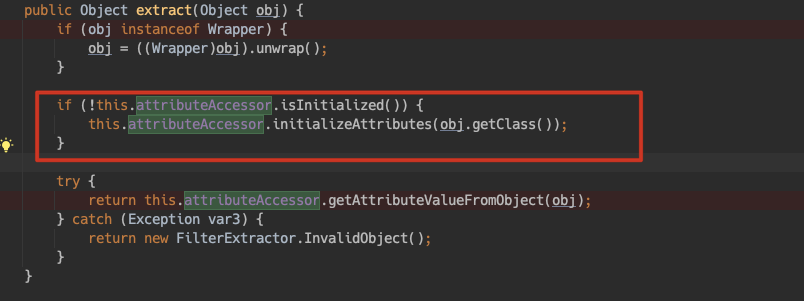 public Object extract(Object obj) {
if (obj instanceof Wrapper) {
obj = ((Wrapper)obj).unwrap();
}
if (!this.attributeAccessor.isInitialized()) {
this.attributeAccessor.initializeAttributes(obj.getClass());
}
try {
return this.attributeAccessor.getAttributeValueFromObject(obj);
} catch (Exception var3) {
return new FilterExtractor.InvalidObject();
}
}